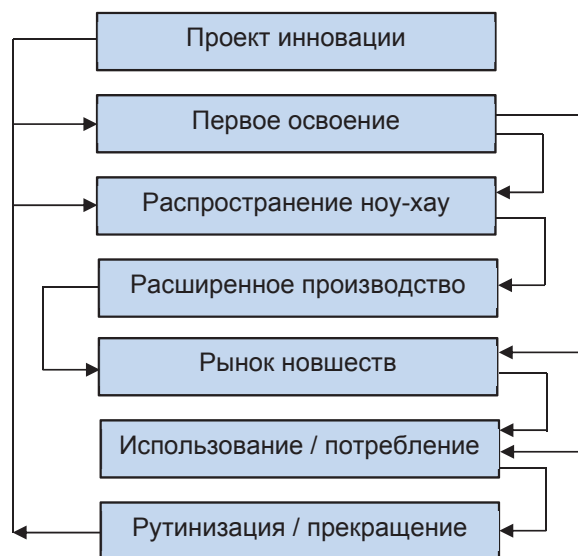 Проект инновации
Первое освоение
Распространение ноу-хау
Расширенное производство
Рынок новшеств
Использование / потребление
Рутинизация / прекращение